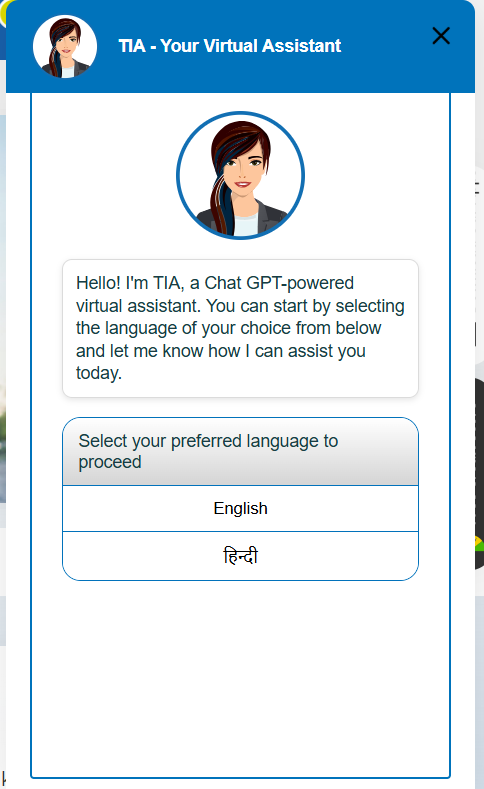 TIA - Your Virtual Assistant
Hello! I'm TIA, a Chat GPT-powered
virtual assistant. You can start by selecting
the language of your choice from below
and let me know how I can assist you
today.
Select your preferred language to
proceed
English
हिन्दी